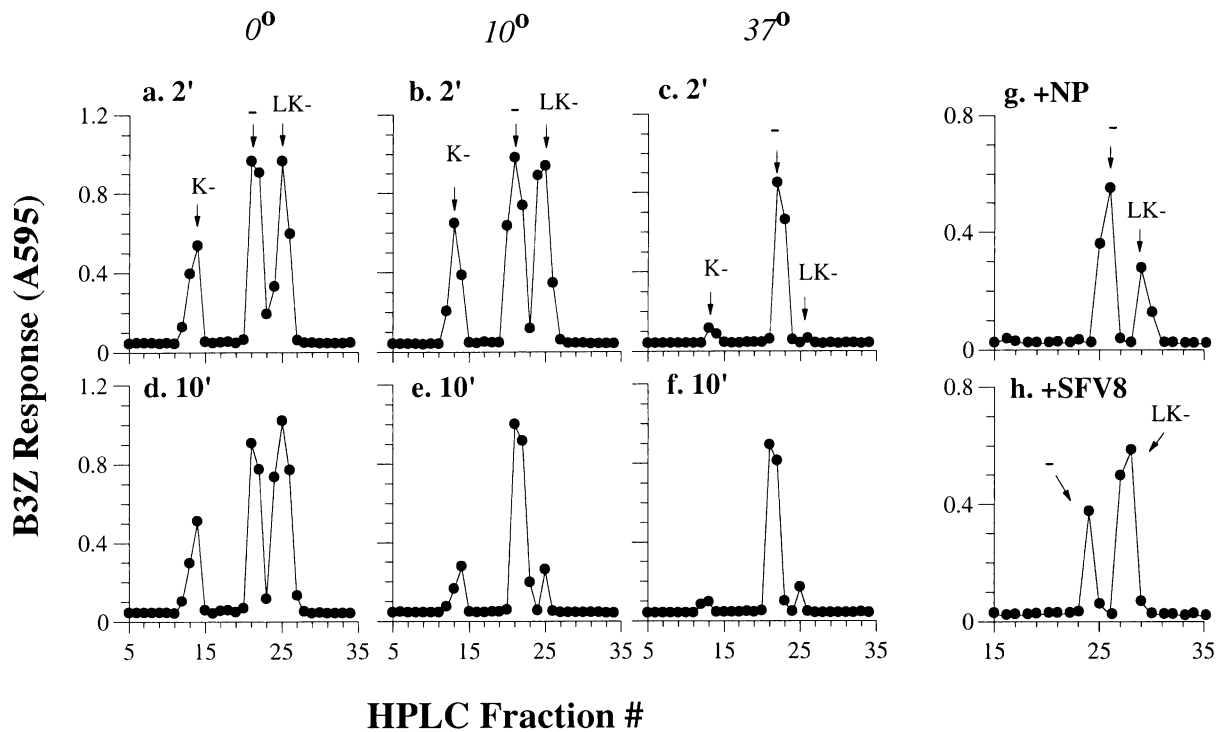 0º 10º 37º
a. 2' b. 2' c. 2' g. +NP
- LK- - LK- - -
K- K- K- LK- LK-
1.2 0.8
0.8 0.4
0.4
0 0
d. 10' e. 10' f. 10' h. +SFV8
1.2 0.8 LK-
-
0.8 0.4
0.4
0 0
5 15 25 35 5 15 25 35 5 15 25 35 15 25 35
B3Z Response (A595)
HPLC Fraction #